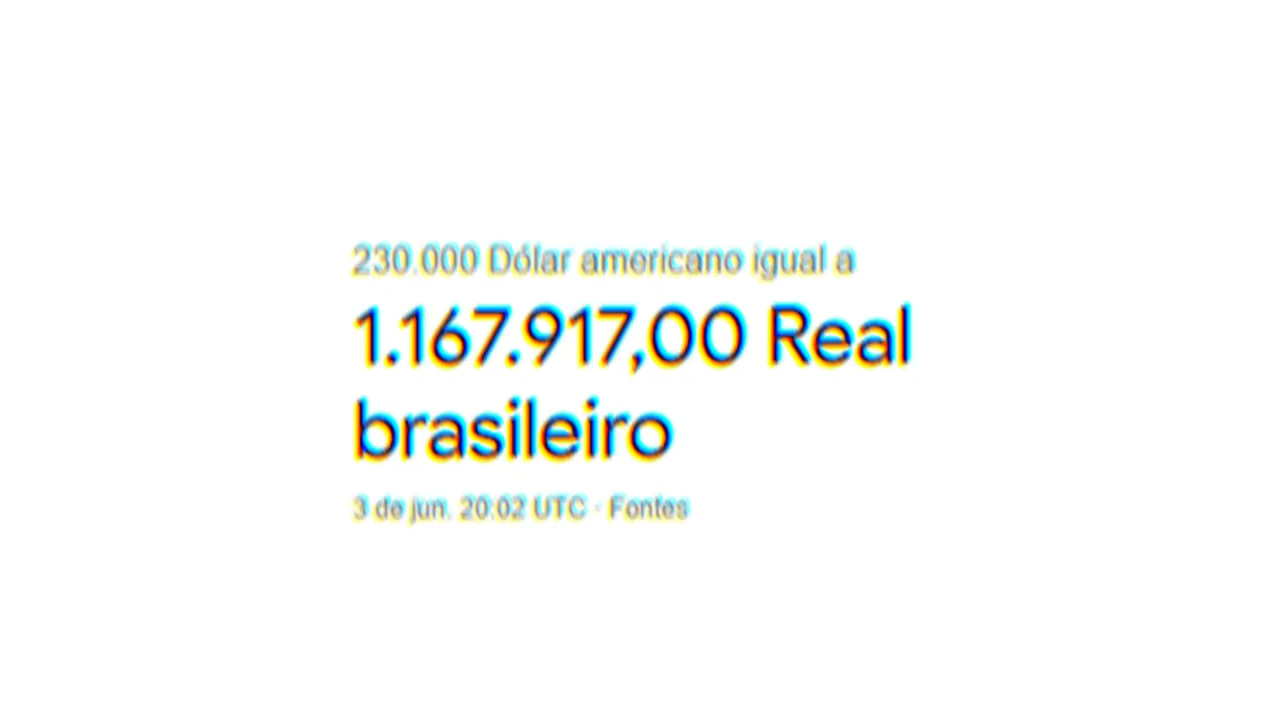 230.000 Dólar americano igual a
1.167.917,00 Real
brasileiro
3 de jun. 20:02 UTC · Fontes